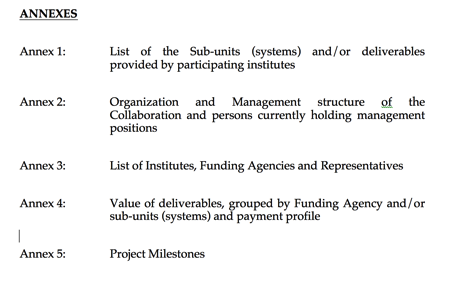 ANNEXES
Annex 1: List of the Sub-units (systems) and/or deliverables
provided by participating institutes
Annex 2: Organization and Management structure of the
Collaboration and persons currently holding management
positions
Annex 3: List of Institutes, Funding Agencies and Representatives
Annex 4: Value of deliverables, grouped by Funding Agency and/or
sub-units (systems) and payment profile
Annex 5: Project Milestones